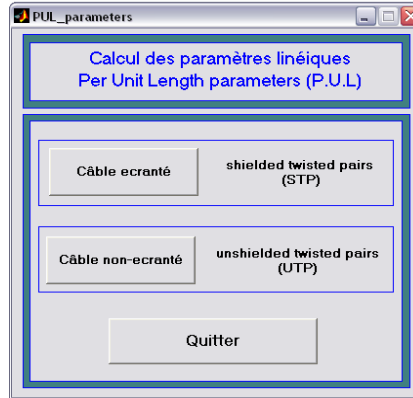 PUL_parameters
Calcul des paramètres linéiques
Per Unit Length parameters (P.U.L)
Câble ecranté
shielded twisted pairs
(STP)
Câble non-ecranté
unshielded twisted pairs
(UTP)
Quitter